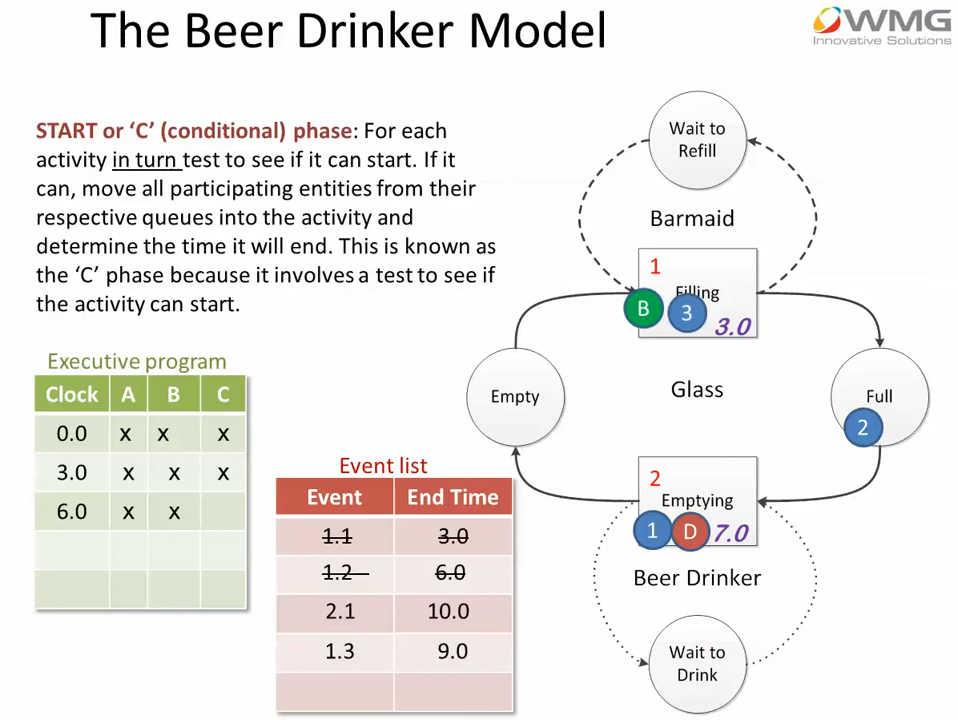 The Beer Drinker Model
WMG
Innovative Solutions
START or ‘C’ (conditional) phase: For each
activity in turn test to see if it can start. If it
can, move all participating entities from their
respective queues into the activity and
determine the time it will end. This is known as
the ‘C’ phase because it involves a test to see if
the activity can start.
Executive program
Clock A B C
0.0 x x x
3.0 x x x
6.0 x x
Event list
Event End Time
1.1 3.0
1.2 6.0
2.1 10.0
1.3 9.0
Wait to
Refill
Barmaid
1
Filling
B 3 3.0
Empty
Glass
Full
2
2
Emptying
1 D 7.0
Beer Drinker
Wait to
Drink